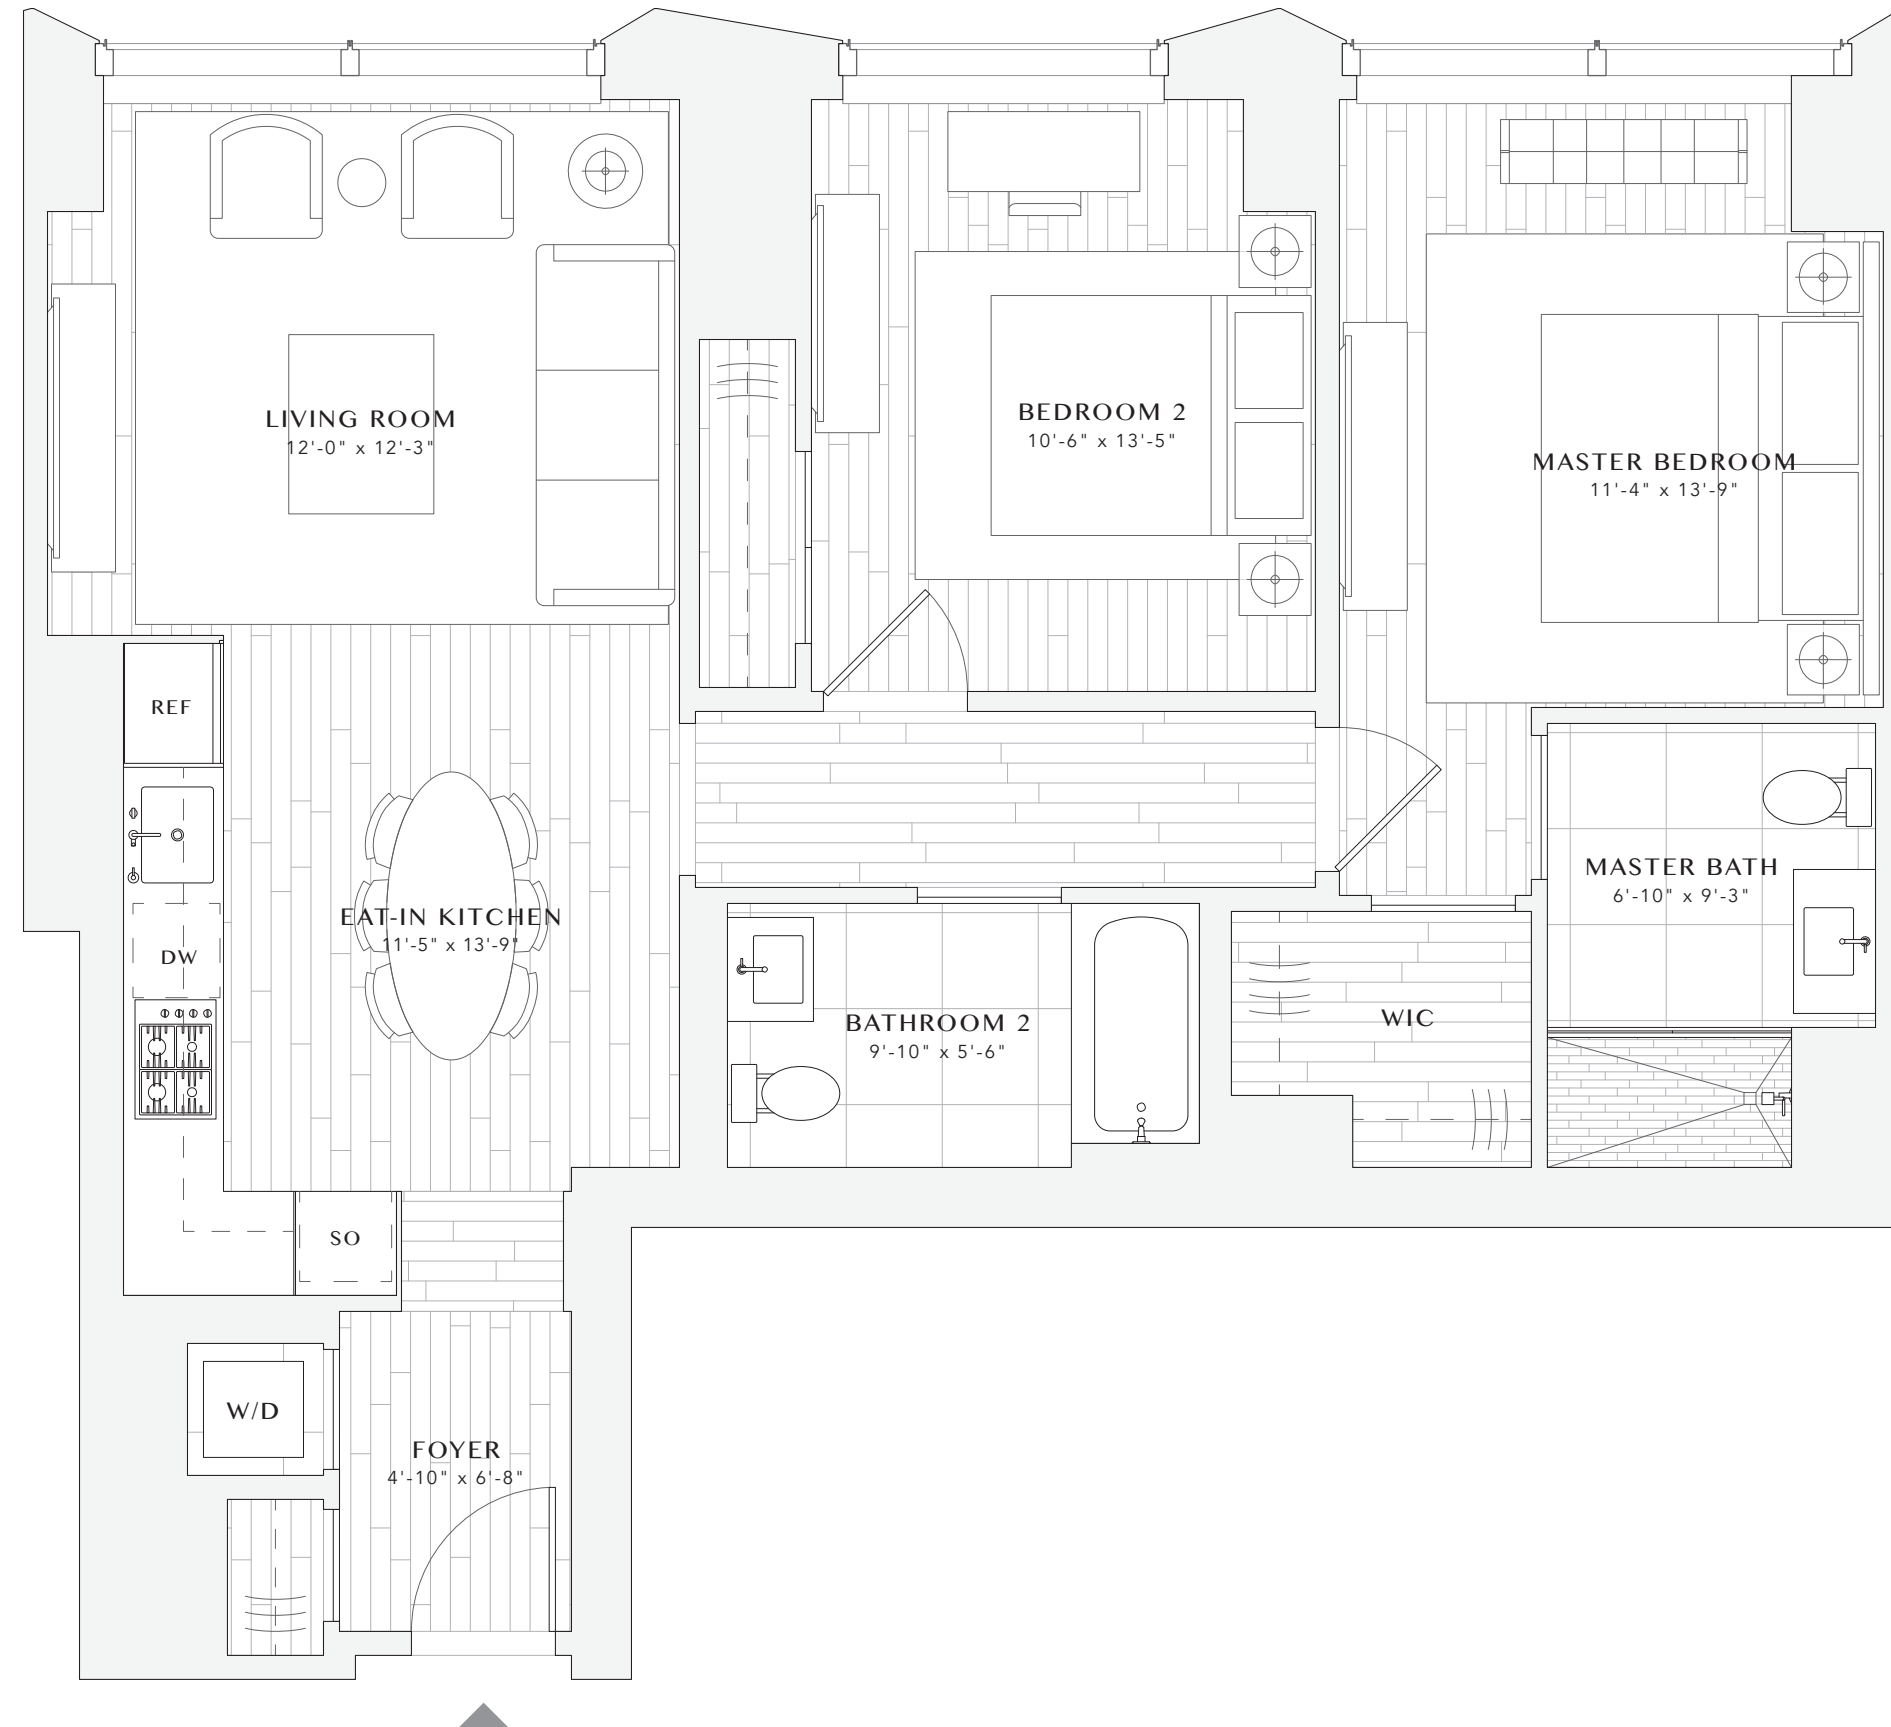 LIVING ROOM
12'-0" x 12'-3"
BEDROOM 2
10'-6" x 13'-5"
MASTER BEDROOM
11'-4" x 13'-9"
REF
MASTER BATH
6'-10" x 9'-3"
EAT-IN KITCHEN
11'-5" x 13'-9"
DW
BATHROOM 2
9'-10" x 5'-6"
WIC
SO
W/D
FOYER
4'-10" x 6'-8"